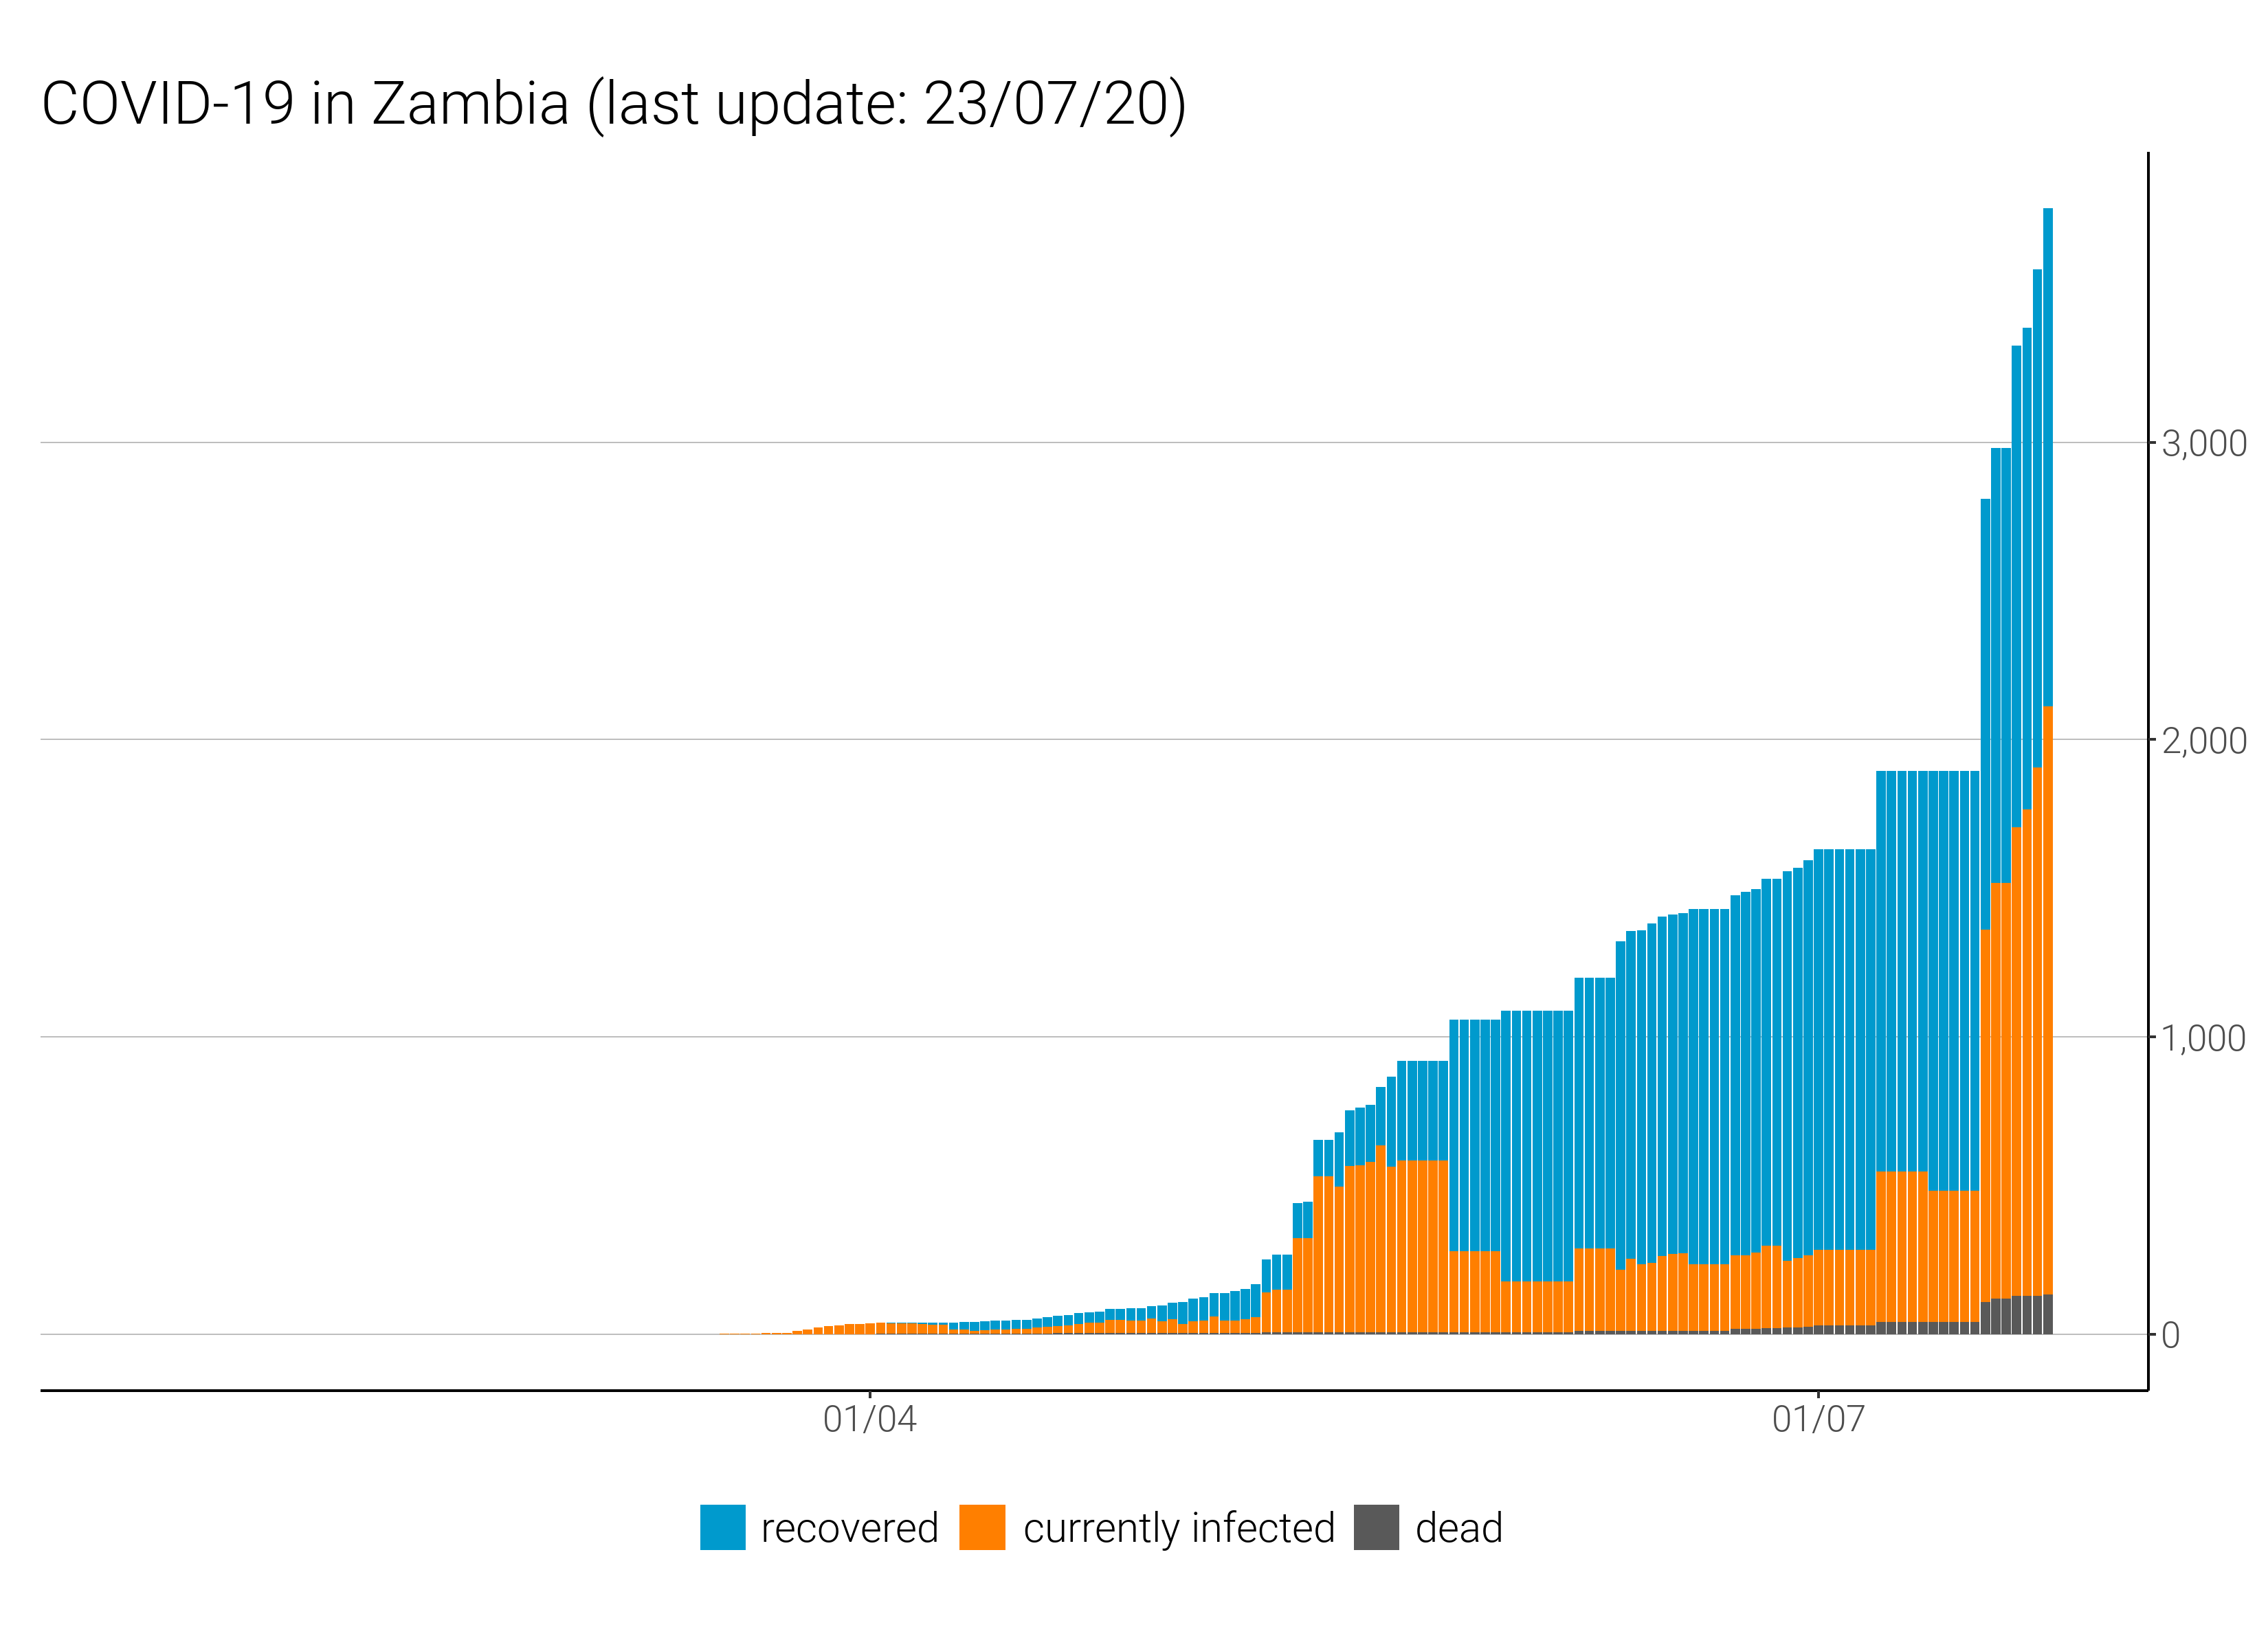 COVID-19 in Zambia (last update: 23/07/20)
3,000
2,000
1,000
0
01/04 01/07
recovered currently infected dead